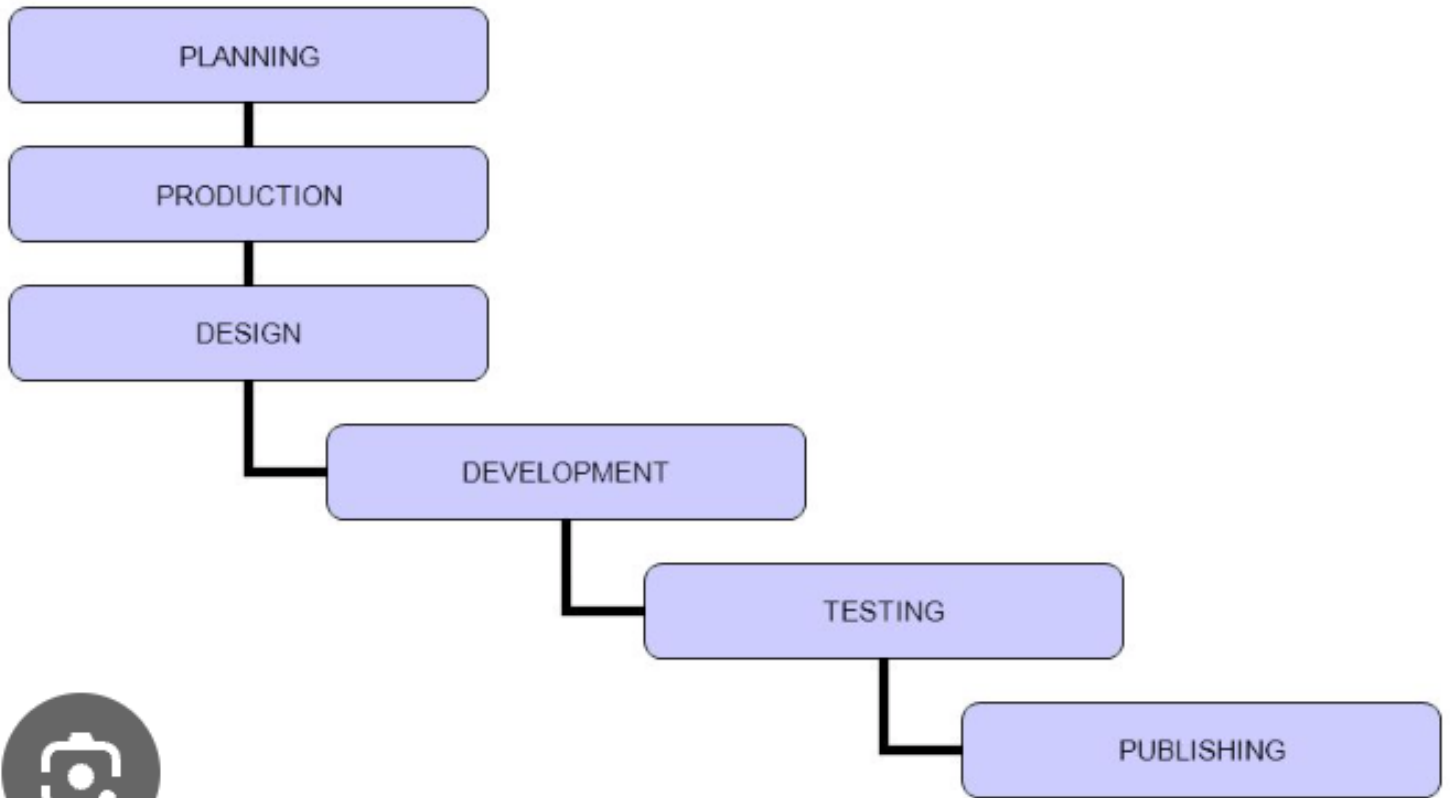 PLANNING
PRODUCTION
DESIGN
DEVELOPMENT
TESTING
PUBLISHING